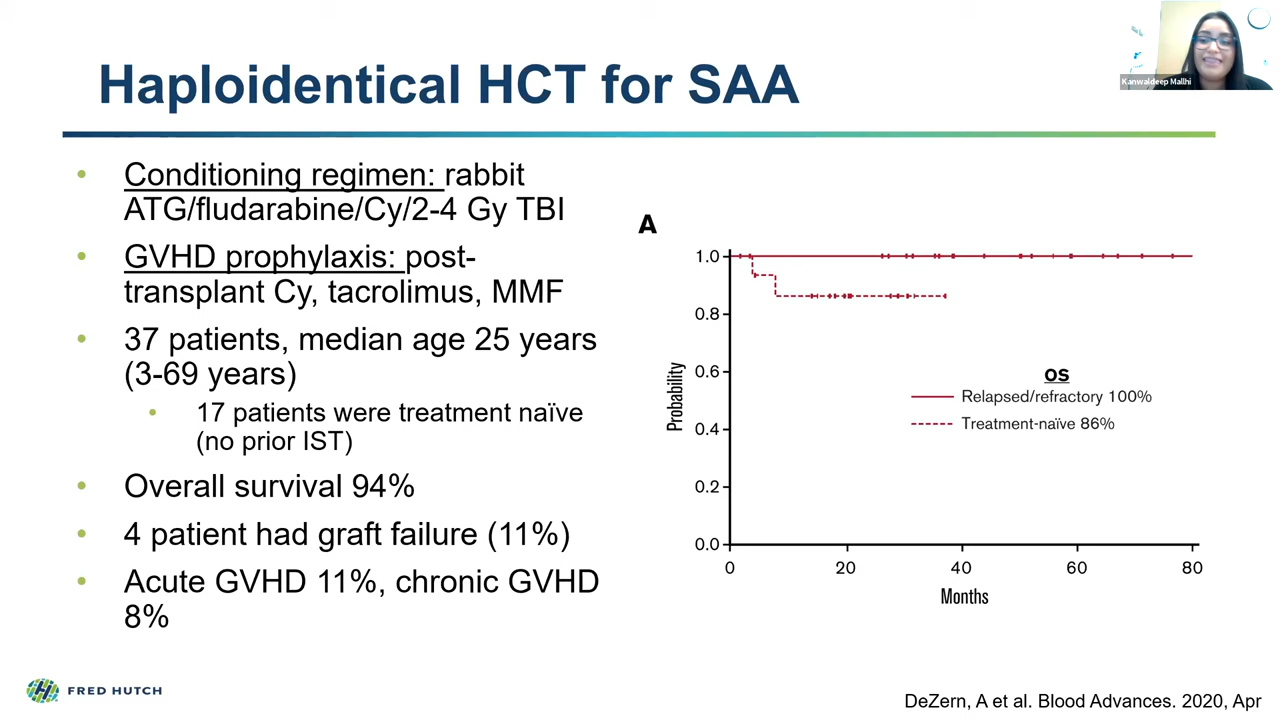 Haploidentical HCT for SAA
Kanwaldeep Mallhi
• Conditioning regimen: rabbit
ATG/fludarabine/Cy/2-4 Gy TBI
• GVHD prophylaxis: post-
transplant Cy, tacrolimus, MMF
• 37 patients, median age 25 years
(3-69 years)
• 17 patients were treatment naïve
(no prior IST)
• Overall survival 94%
• 4 patient had graft failure (11%)
• Acute GVHD 11%, chronic GVHD
8%
A
1.0
0.8
0.6
0.4
0.2
0.0
Probability
0 20 40 60 80
Months
OS
Relapsed/refractory 100%
Treatment-naïve 86%
FRED HUTCH
DeZern, A et al. Blood Advances. 2020, Apr